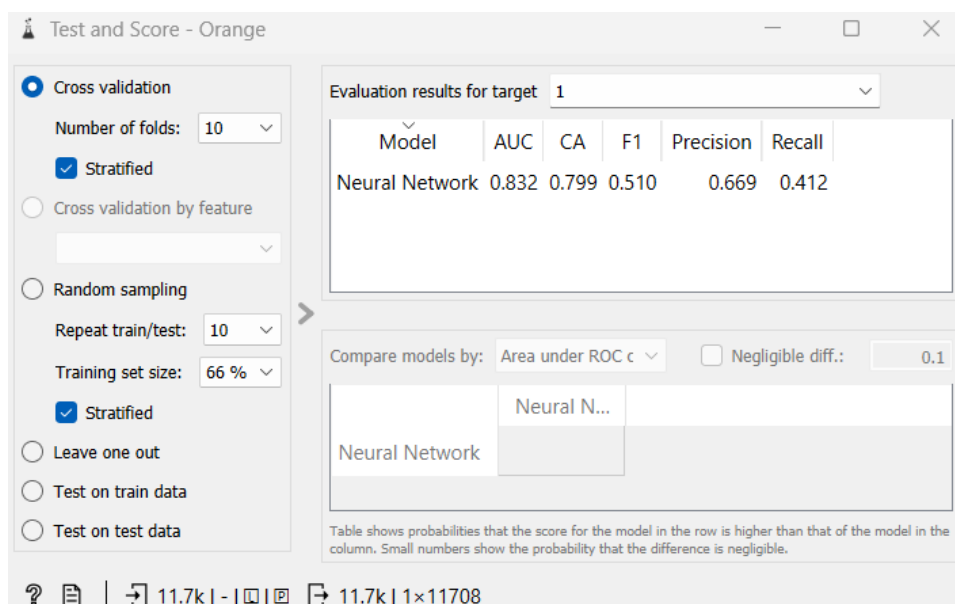 Test and Score - Orange
Cross validation
Number of folds: 10
Stratified
Cross validation by feature
Random sampling
Repeat train/test: 10
Training set size: 66 %
Stratified
Leave one out
Test on train data
Test on test data
Evaluation results for target 1
Model AUC CA F1 Precision Recall
Neural Network 0.832 0.799 0.510 0.669 0.412
Compare models by: Area under ROC c Negligible diff.: 0.1
Neural N...
Neural Network
Table shows probabilities that the score for the model in the row is higher than that of the model in the
column. Small numbers show the probability that the difference is negligible.
? 11.7k | - | L | P 11.7k | 1×11708